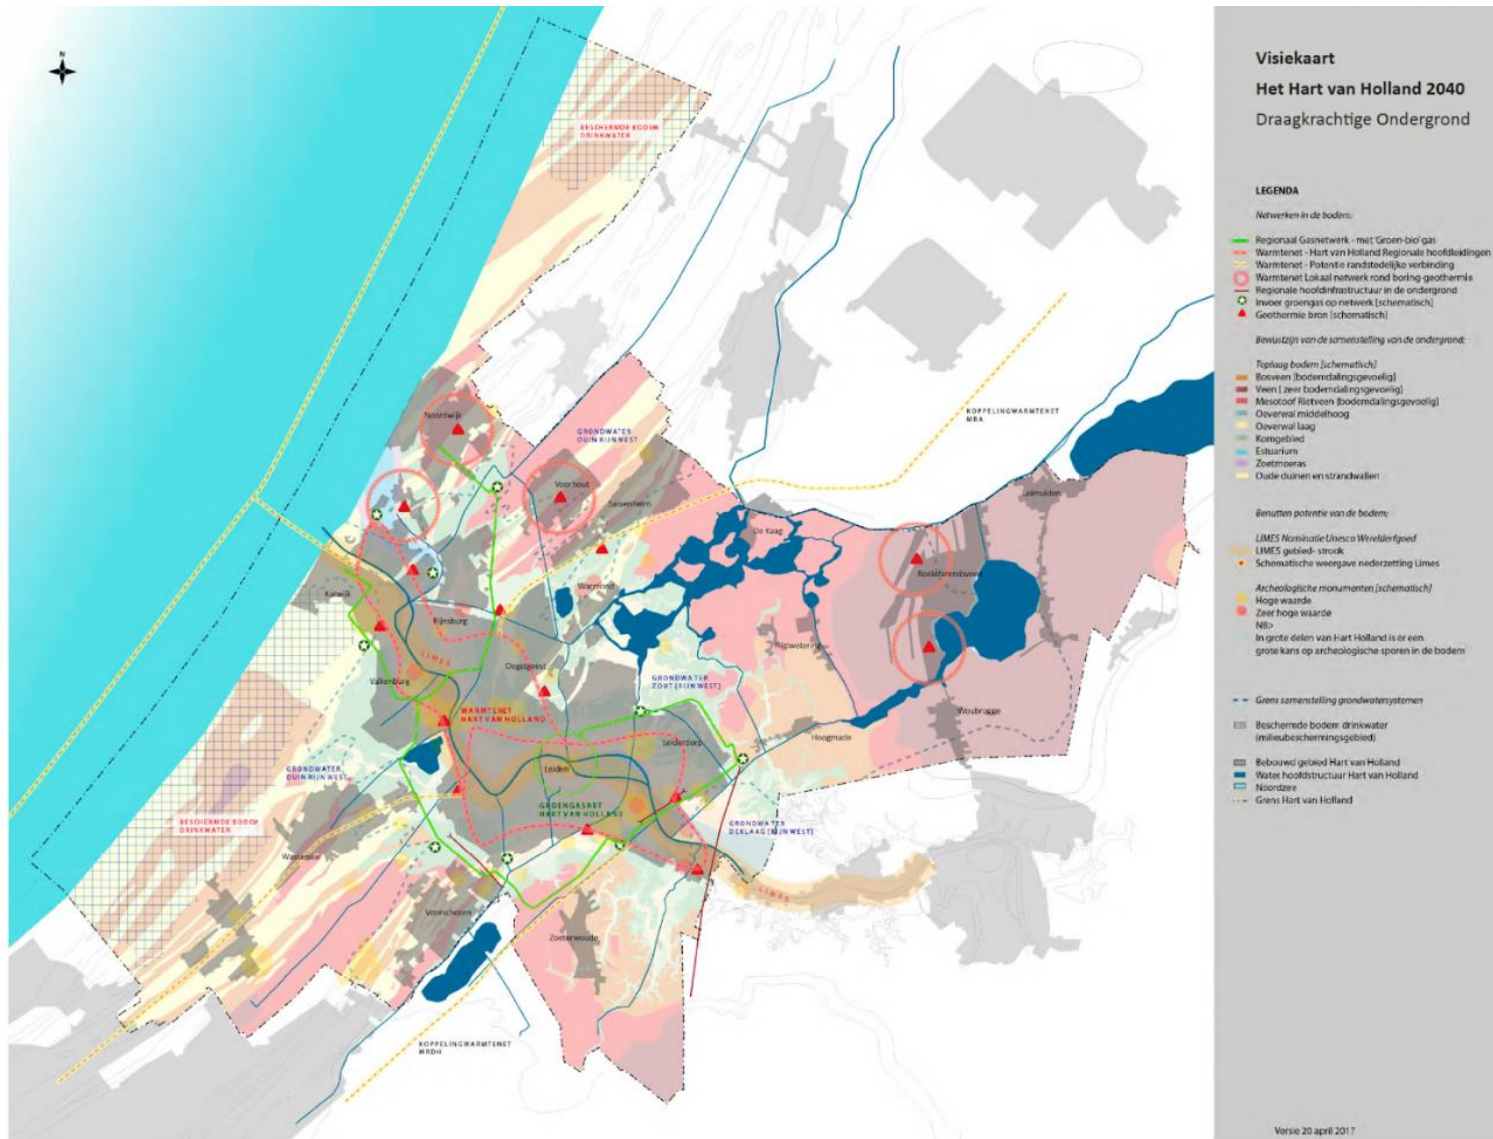 N
BESCHERMDE BODEM
DRINKWATER
KOPPELINGWARMTENET
MRA
Noordwijk
GRONDWATER
DUIN RIJN WEST
Voorhout
Sassenheim
Leimuiden
De Kaag
Roelofarendsveen
Warmond
Katwijk
Rijnsburg
LIMES
Oegstgeest
Rijpwetering
Valkenburg
GRONDWATER
ZOUT [RIJN WEST]
WARMTENET
HART VAN HOLLAND
Woubrugge
Hoogmade
Leiderdorp
GRONDWATER
DUIN RIJN WEST
Leiden
GROENGASNET
HART VAN HOLLAND
BESCHERMDE BODEM
DRINKWATER
GRONDWATER
DEKLAAG [RIJN WEST]
Wassenaar
LIMES
Voorschoten
Zoeterwoude
KOPPELINGWARMTENET
MRDH
Visiekaart
Het Hart van Holland 2040
Draagkrachtige Ondergrond
LEGENDA
Netwerken in de bodem:
Regionaal Gasnetwerk - met 'Groen-bio' gas
Warmtenet - Hart van Holland Regionale hoofdleidingen
Warmtenet - Potentie randstedelijke verbinding
Warmtenet Lokaal netwerk rond boring-geothermie
Regionale hoofdinfrastructuur in de ondergrond
Invoer groengas op netwerk [schematisch]
Geothermie bron [schematisch]
Bewustzijn van de samenstelling van de ondergrond:
Toplaag bodem [schematisch]
Bosveen [bodemdalingsgevoelig]
Veen [ zeer bodemdalingsgevoelig]
Mesotoof Rietveen [bodemdalingsgevoelig]
Oeverwal middelhoog
Oeverwal laag
Komgebied
Estuarium
Zoetmoeras
Oude duinen en strandwallen
Benutten potentie van de bodem:
LIMES Nominatie Unesco Werelderfgoed
LIMES gebied- strook
Schematische weergave nederzetting Limes
Archeologische monumenten [schematisch]
Hoge waarde
Zeer hoge waarde
NB>
In grote delen van Hart Holland is er een
grote kans op archeologische sporen in de bodem
Grens samenstelling grondwatersystemen
Beschermde bodem drinkwater
(milieubeschermingsgebied)
Bebouwd gebied Hart van Holland
Water hoofdstructuur Hart van Holland
Noordzee
Grens Hart van Holland
Versie 20 april 2017